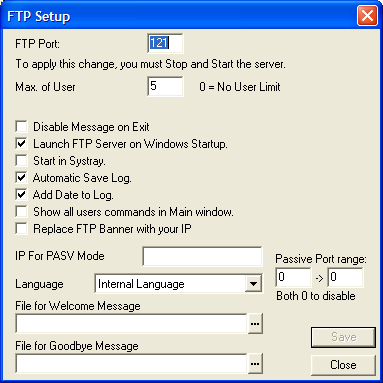 FTP Setup
FTP Port: 121
To apply this change, you must Stop and Start the server.
Max. of User 5 0 = No User Limit
Disable Message on Exit
Launch FTP Server on Windows Startup.
Start in Systray.
Automatic Save Log.
Add Date to Log.
Show all users commands in Main window.
Replace FTP Banner with your IP
IP For PASV Mode
Passive Port range:
Language Internal Language
0 -> 0
Both 0 to disable
File for Welcome Message
...
Save
File for Goodbye Message
...
Close